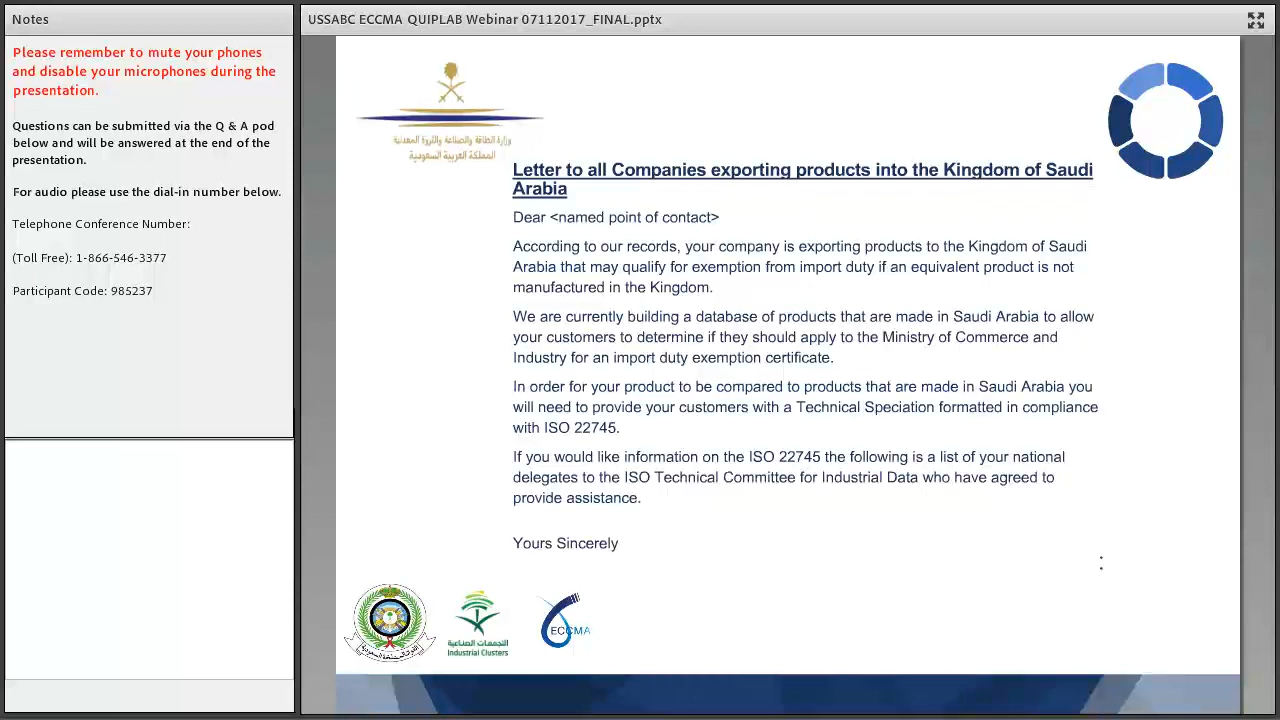 Notes
Please remember to mute your phones
and disable your microphones during the
presentation.
Questions can be submitted via the Q & A pod
below and will be answered at the end of the
presentation.
For audio please use the dial-in number below.
Telephone Conference Number:
(Toll Free): 1-866-546-3377
Participant Code: 985237
USSABC ECCMA QUIPLAB Webinar 07112017_FINAL.pptx
وزارة الطاقة والصناعة والثروة المعدنية
المملكة العربية السعودية
Letter to all Companies exporting products into the Kingdom of Saudi
Arabia
Dear <named point of contact>
According to our records, your company is exporting products to the Kingdom of Saudi
Arabia that may qualify for exemption from import duty if an equivalent product is not
manufactured in the Kingdom.
We are currently building a database of products that are made in Saudi Arabia to allow
your customers to determine if they should apply to the Ministry of Commerce and
Industry for an import duty exemption certificate.
In order for your product to be compared to products that are made in Saudi Arabia you
will need to provide your customers with a Technical Speciation formatted in compliance
with ISO 22745.
If you would like information on the ISO 22745 the following is a list of your national
delegates to the ISO Technical Committee for Industrial Data who have agreed to
provide assistance.
Yours Sincerely
:
التجمعات الصناعية
Industrial Clusters
ECCMA